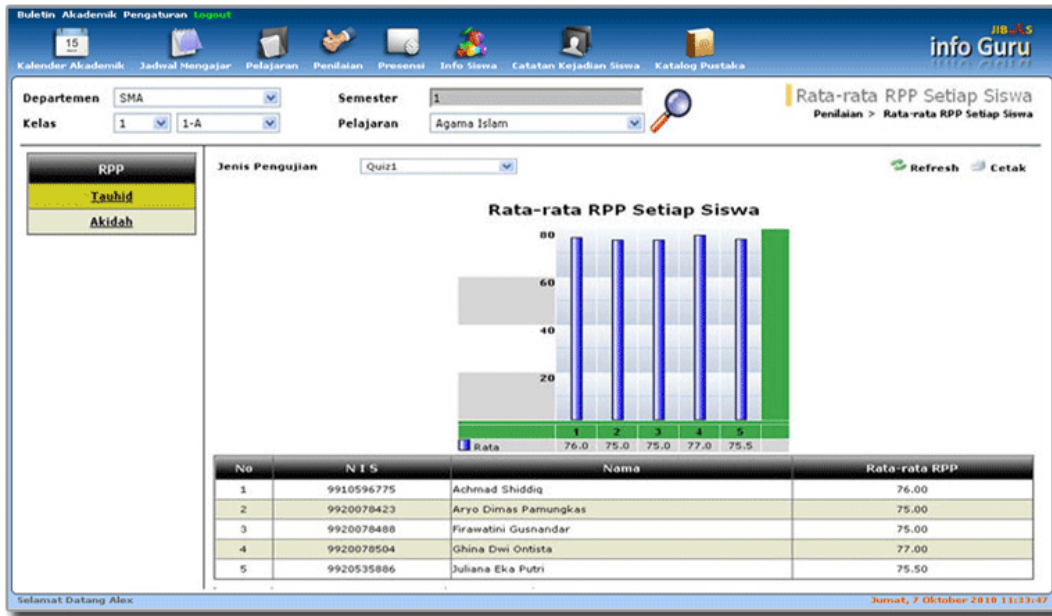 Buletin Akademik Pengaturan Logout
15
Kalender Akademik Jadwal Mengajar Pelajaran Penilaian Presensi Info Siswa Catatan Kejadian Siswa Katalog Pustaka
JIBAS
info Guru
Departemen SMA Semester 1
Kelas 1 1-A Pelajaran Agama Islam
Rata-rata RPP Setiap Siswa
Penilaian > Rata-rata RPP Setiap Siswa
RPP
Tauhid
Akidah
Jenis Pengujian Quiz1 Refresh Cetak
Rata-rata RPP Setiap Siswa
80
60
40
20
1 2 3 4 5
Rata 76.0 75.0 75.0 77.0 75.5
No NIS Nama Rata-rata RPP
1 9910596775 Achmad Shiddiq 76.00
2 9920078423 Aryo Dimas Pamungkas 75.00
3 9920078488 Firawatini Gusnandar 75.00
4 9920078504 Ghina Dwi Ontista 77.00
5 9920535886 Juliana Eka Putri 75.50
Selamat Datang Alex Jumat, 7 Oktober 2010 11:33:47